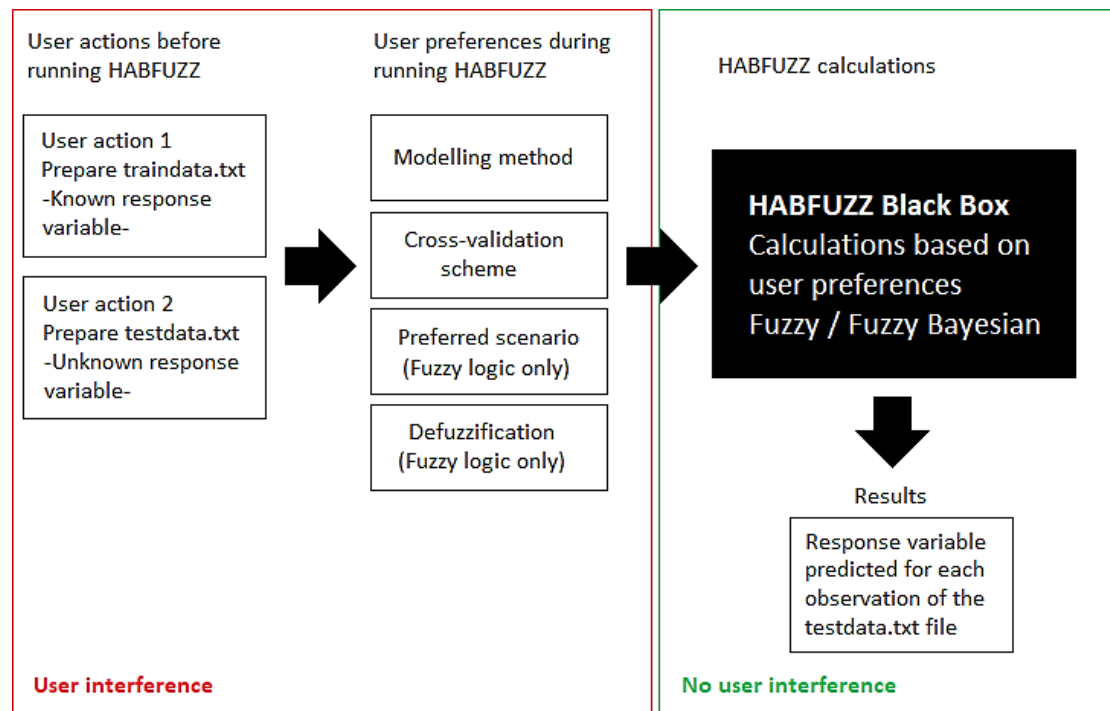 User actions before
running HABFUZZ
User action 1
Prepare traindata.txt
-Known response
variable-
User action 2
Prepare testdata.txt
-Unknown response
variable-
User preferences during
running HABFUZZ
Modelling method
Cross-validation
scheme
Preferred scenario
(Fuzzy logic only)
Defuzzification
(Fuzzy logic only)
User interference
HABFUZZ calculations
HABFUZZ Black Box
Calculations based on
user preferences
Fuzzy / Fuzzy Bayesian
Results
Response variable
predicted for each
observation of the
testdata.txt file
No user interference